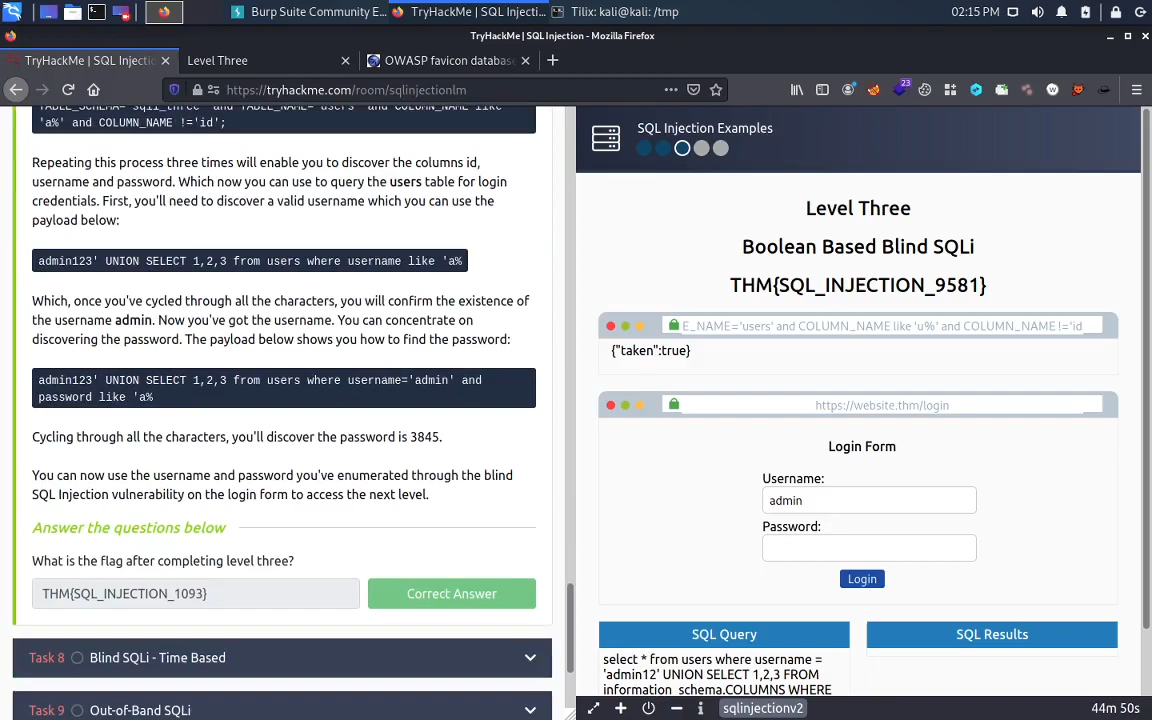 Burp Suite Community E...
TryHackMe | SQL Injecti...
Tilix: kali@kali: /tmp
02:15 PM
TryHackMe | SQL Injection - Mozilla Firefox
TryHackMe | SQL Injectio
Level Three
OWASP favicon database
https://tryhackme.com/room/sqlinjectionlm
23
TABLE_SCHEMA='sqli_three' and TABLE_NAME='users' and COLUMN_NAME like
'a%' and COLUMN_NAME !='id';
Repeating this process three times will enable you to discover the columns id,
username and password. Which now you can use to query the users table for login
credentials. First, you'll need to discover a valid username which you can use the
payload below:
admin123' UNION SELECT 1,2,3 from users where username like 'a%
Which, once you've cycled through all the characters, you will confirm the existence of
the username admin. Now you've got the username. You can concentrate on
discovering the password. The payload below shows you how to find the password:
admin123' UNION SELECT 1,2,3 from users where username='admin' and
password like 'a%
Cycling through all the characters, you'll discover the password is 3845.
You can now use the username and password you've enumerated through the blind
SQL Injection vulnerability on the login form to access the next level.
Answer the questions below
What is the flag after completing level three?
THM{SQL_INJECTION_1093}
Correct Answer
Task 8
Blind SQLi - Time Based
Task 9
Out-of-Band SQLi
SQL Injection Examples
Level Three
Boolean Based Blind SQLi
THM{SQL_INJECTION_9581}
E_NAME='users' and COLUMN_NAME like 'u%' and COLUMN_NAME !='id
{"taken":true}
https://website.thm/login
Login Form
Username:
admin
Password:
Login
SQL Query
SQL Results
select * from users where username =
'admin12' UNION SELECT 1,2,3 FROM
information_schema.COLUMNS WHERE
sqlinjectionv2
44m 50s